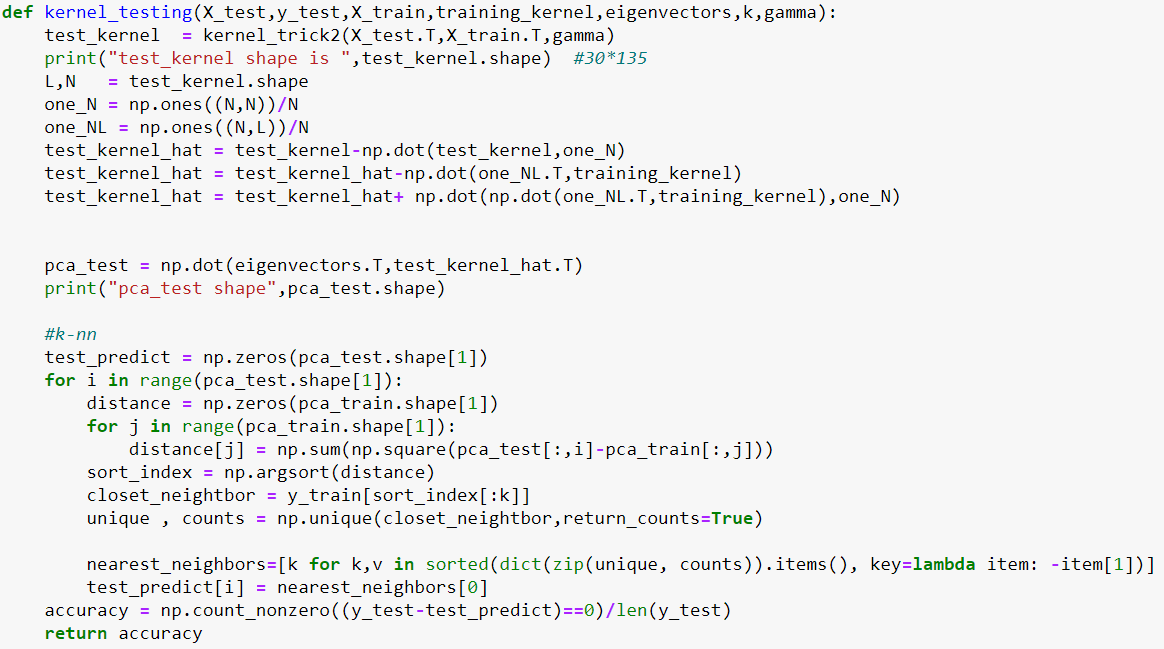 def kernel_testing(X_test,y_test,X_train,training_kernel,eigenvectors,k,gamma):
    test_kernel  = kernel_trick2(X_test.T,X_train.T,gamma)
    print("test_kernel shape is ",test_kernel.shape)  #30*135
    L,N   = test_kernel.shape
    one_N = np.ones((N,N))/N
    one_NL = np.ones((N,L))/N
    test_kernel_hat = test_kernel-np.dot(test_kernel,one_N)
    test_kernel_hat = test_kernel_hat-np.dot(one_NL.T,training_kernel)
    test_kernel_hat = test_kernel_hat+ np.dot(np.dot(one_NL.T,training_kernel),one_N)
    pca_test = np.dot(eigenvectors.T,test_kernel_hat.T)
    print("pca_test shape",pca_test.shape)
    #k-nn
    test_predict = np.zeros(pca_test.shape[1])
    for i in range(pca_test.shape[1]):
        distance = np.zeros(pca_train.shape[1])
        for j in range(pca_train.shape[1]):
            distance[j] = np.sum(np.square(pca_test[:,i]-pca_train[:,j]))
        sort_index = np.argsort(distance)
        closet_neightbor = y_train[sort_index[:k]]
        unique , counts = np.unique(closet_neightbor,return_counts=True)
        nearest_neighbors=[k for k,v in sorted(dict(zip(unique, counts)).items(), key=lambda item: -item[1])]
        test_predict[i] = nearest_neighbors[0]
    accuracy = np.count_nonzero((y_test-test_predict)==0)/len(y_test)
    return accuracy